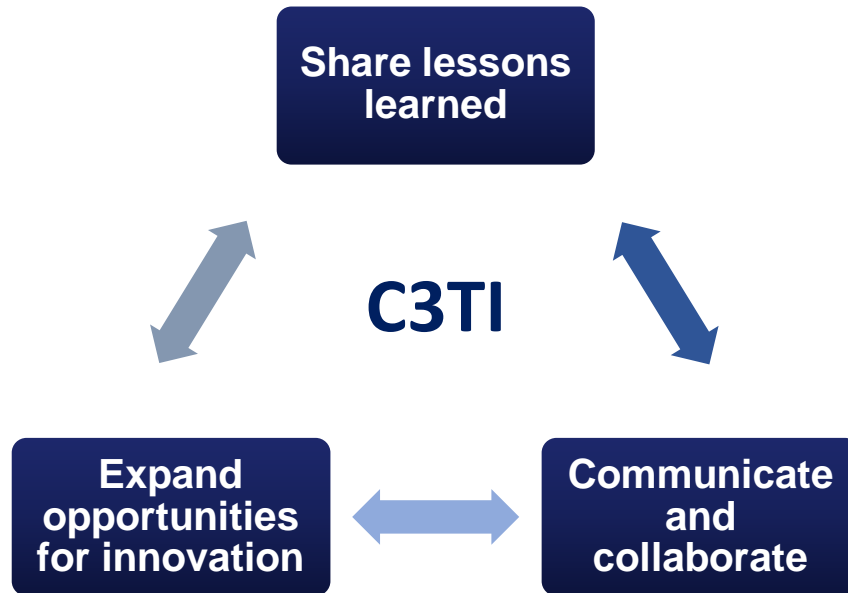 Share lessons
learned
C3TI
Expand
opportunities
for innovation
Communicate
and
collaborate